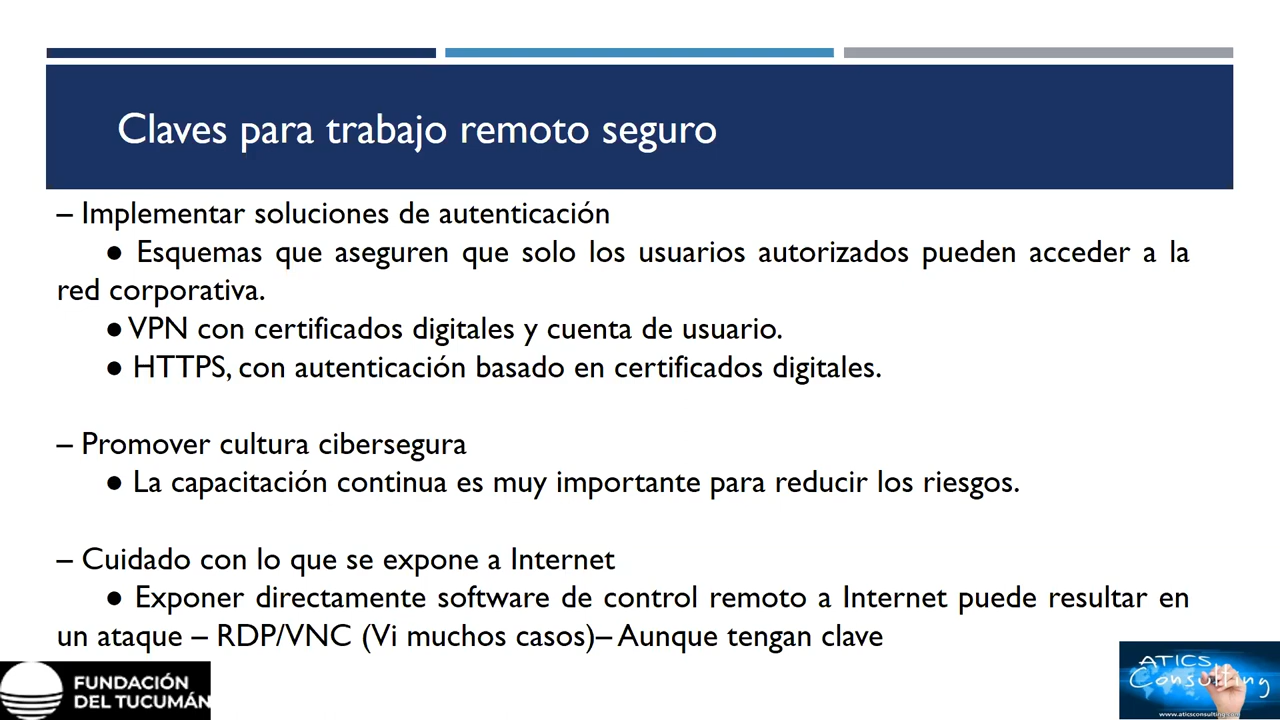 Claves para trabajo remoto seguro
– Implementar soluciones de autenticación
● Esquemas que aseguren que solo los usuarios autorizados pueden acceder a la
red corporativa.
● VPN con certificados digitales y cuenta de usuario.
● HTTPS, con autenticación basado en certificados digitales.
– Promover cultura cibersegura
● La capacitación continua es muy importante para reducir los riesgos.
– Cuidado con lo que se expone a Internet
● Exponer directamente software de control remoto a Internet puede resultar en
un ataque – RDP/VNC (Vi muchos casos)– Aunque tengan clave
FUNDACIÓN
DEL TUCUMÁN
ATICS
Consulting